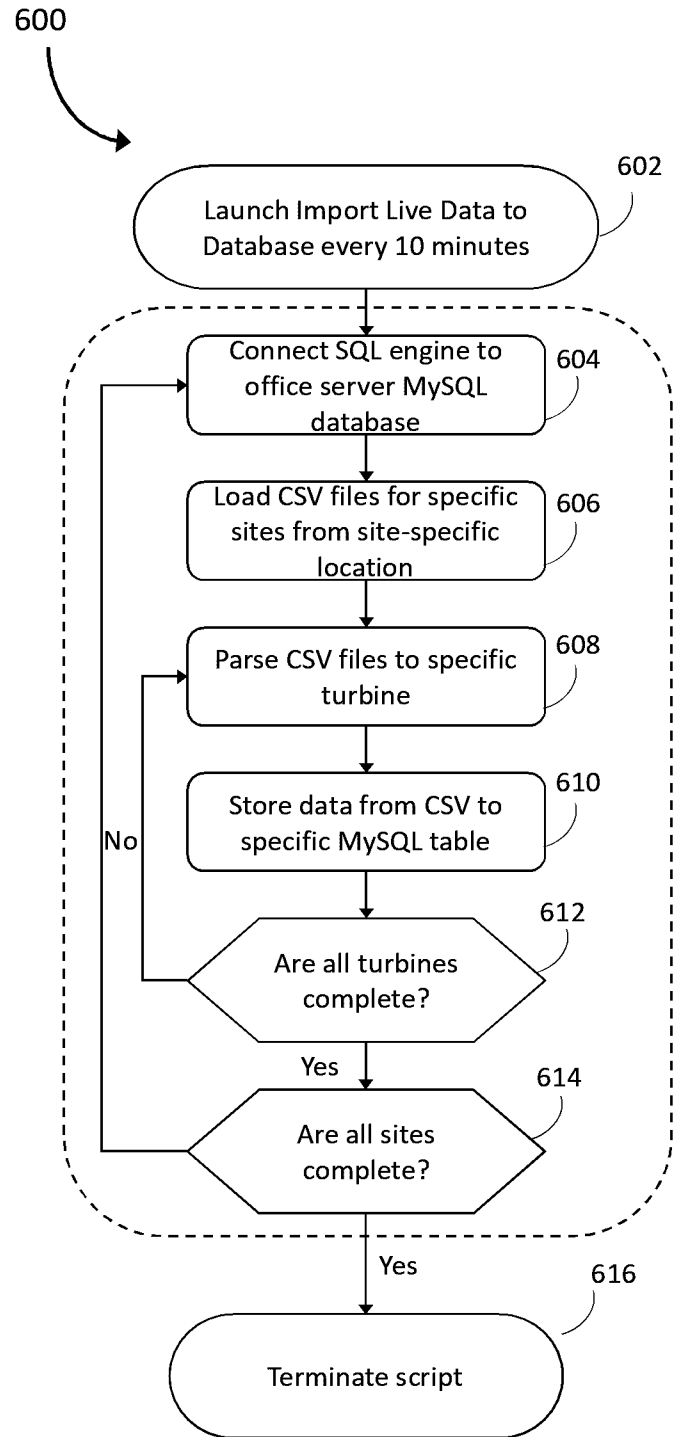 600
602
Launch Import Live Data to
Database every 10 minutes
Connect SQL engine to
office server MySQL
database
604
Load CSV files for specific
sites from site-specific
location
606
Parse CSV files to specific
turbine
608
Store data from CSV to
specific MySQL table
610
No
612
Are all turbines
complete?
Yes
614
Are all sites
complete?
Yes
616
Terminate script